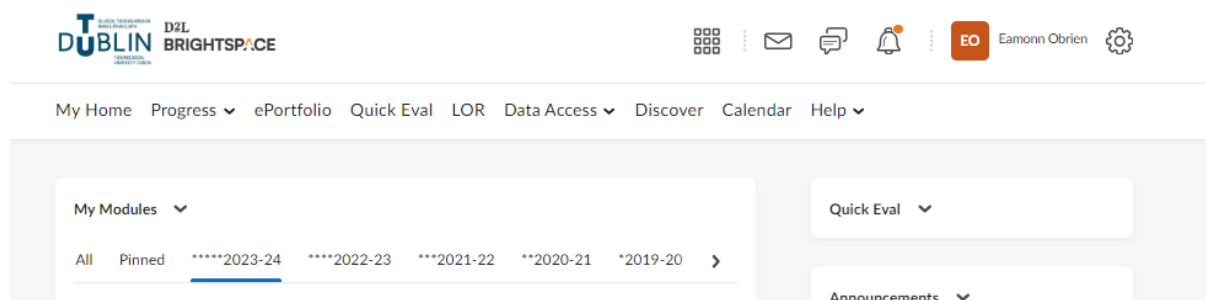 DUBLIN
D2L
BRIGHTSPACE
EO
Eamonn Obrien
My Home Progress ePortfolio Quick Eval LOR Data Access Discover Calendar Help
My Modules
Quick Eval
All Pinned *****2023-24 ****2022-23 ***2021-22 **2020-21 *2019-20
Announcements